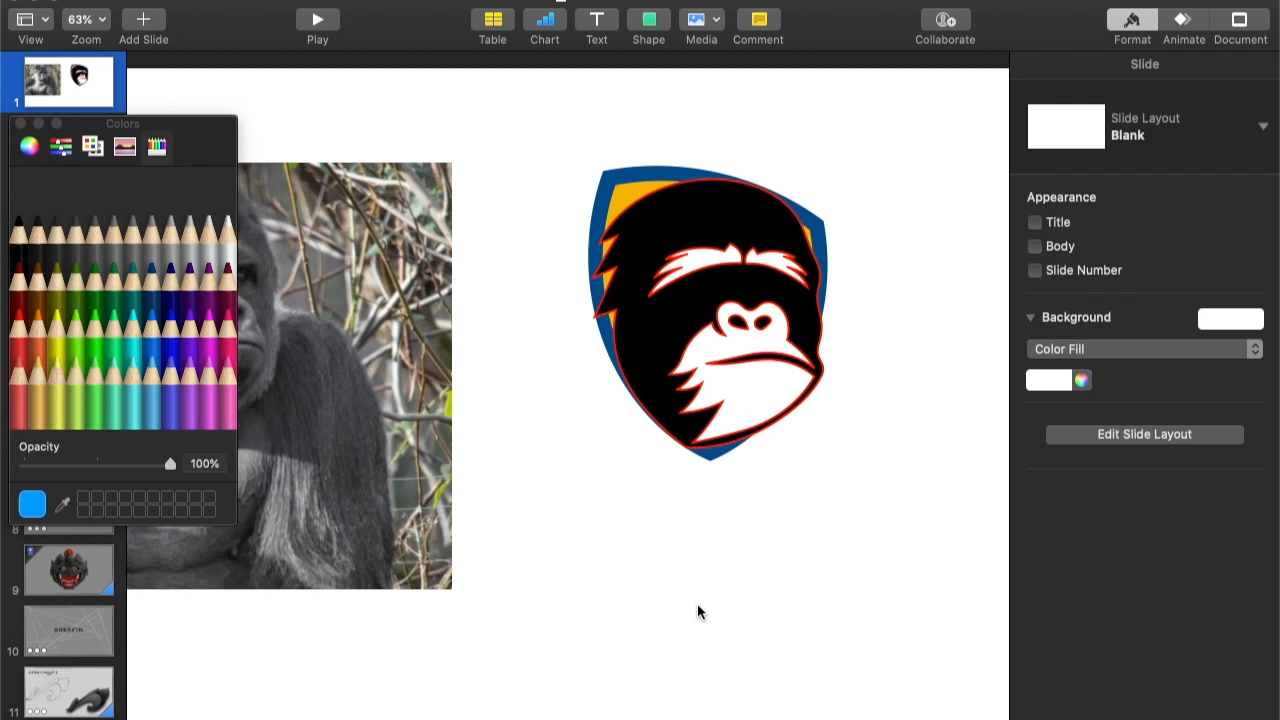 63%
View
Zoom
Add Slide
Play
Table
Chart
Text
Shape
Media
Comment
Collaborate
Format
Animate
Document
Slide
1
Colors
Slide Layout
Blank
Appearance
Title
Body
Slide Number
Background
Color Fill
Edit Slide Layout
Opacity
100%
8
9
10
11